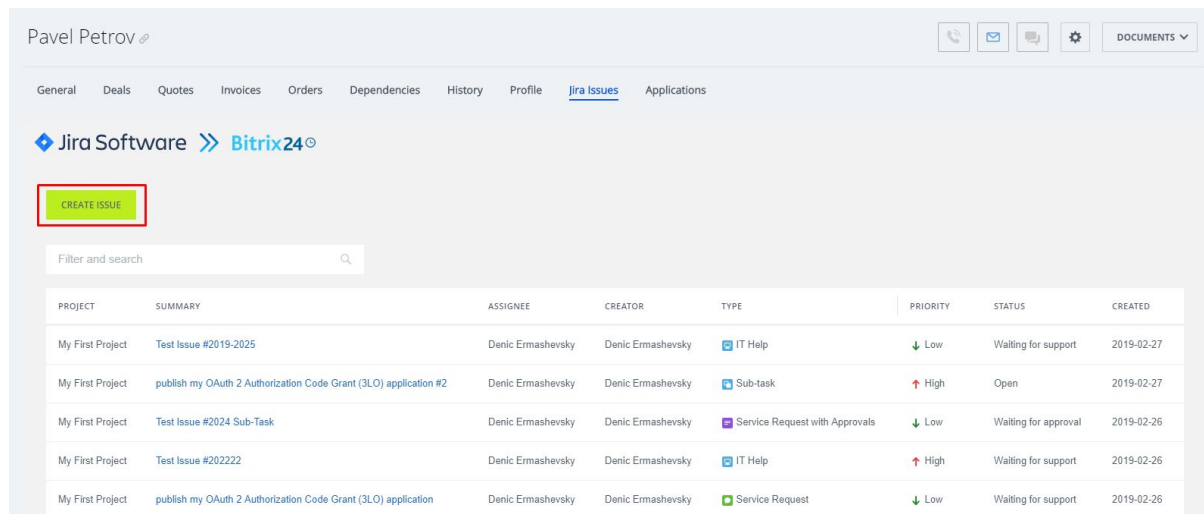 Pavel Petrov
DOCUMENTS
General Deals Quotes Invoices Orders Dependencies History Profile Jira Issues Applications
Jira Software Bitrix24
CREATE ISSUE
Filter and search
PROJECT SUMMARY ASSIGNEE CREATOR TYPE PRIORITY STATUS CREATED
My First Project Test Issue #2019-2025 Denic Ermashevsky Denic Ermashevsky IT Help Low Waiting for support 2019-02-27
My First Project publish my OAuth 2 Authorization Code Grant (3LO) application #2 Denic Ermashevsky Denic Ermashevsky Sub-task High Open 2019-02-27
My First Project Test Issue #2024 Sub-Task Denic Ermashevsky Denic Ermashevsky Service Request with Approvals Low Waiting for approval 2019-02-26
My First Project Test Issue #202222 Denic Ermashevsky Denic Ermashevsky IT Help High Waiting for support 2019-02-26
My First Project publish my OAuth 2 Authorization Code Grant (3LO) application Denic Ermashevsky Denic Ermashevsky Service Request Low Waiting for support 2019-02-26